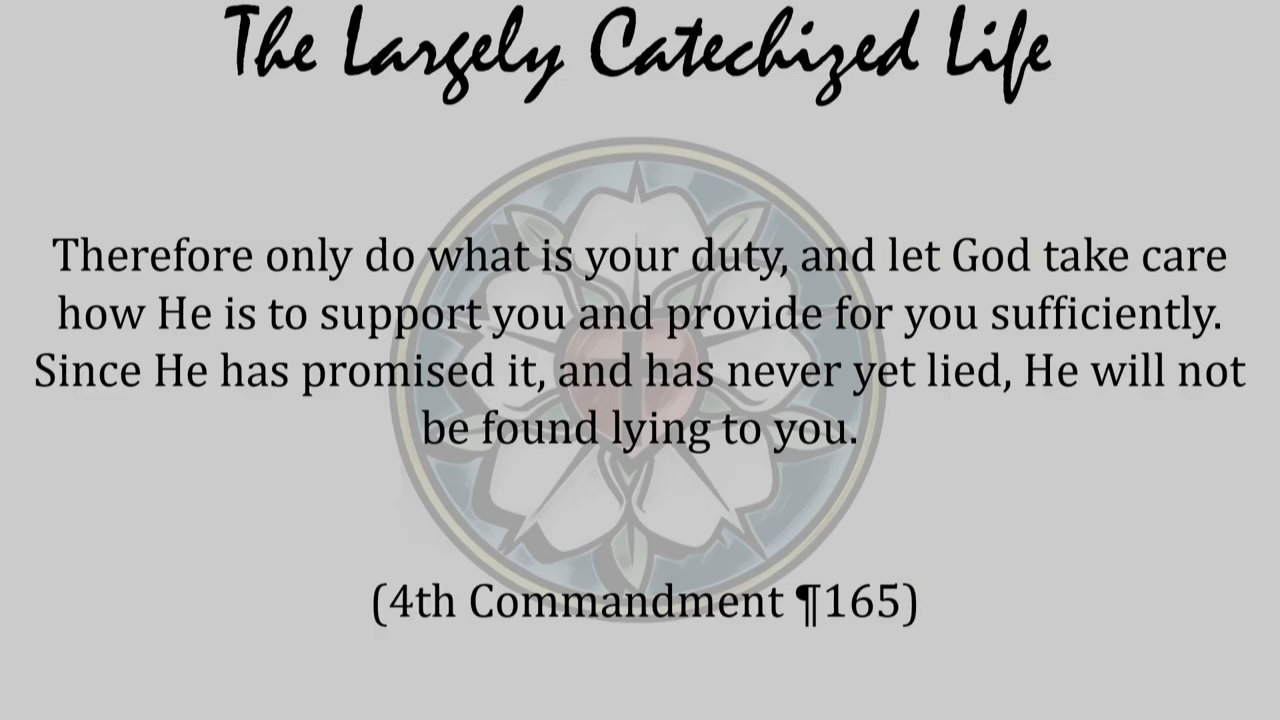 The Largely Catechized Life
Therefore only do what is your duty, and let God take care
how He is to support you and provide for you sufficiently.
Since He has promised it, and has never yet lied, He will not
be found lying to you.
(4th Commandment ¶165)